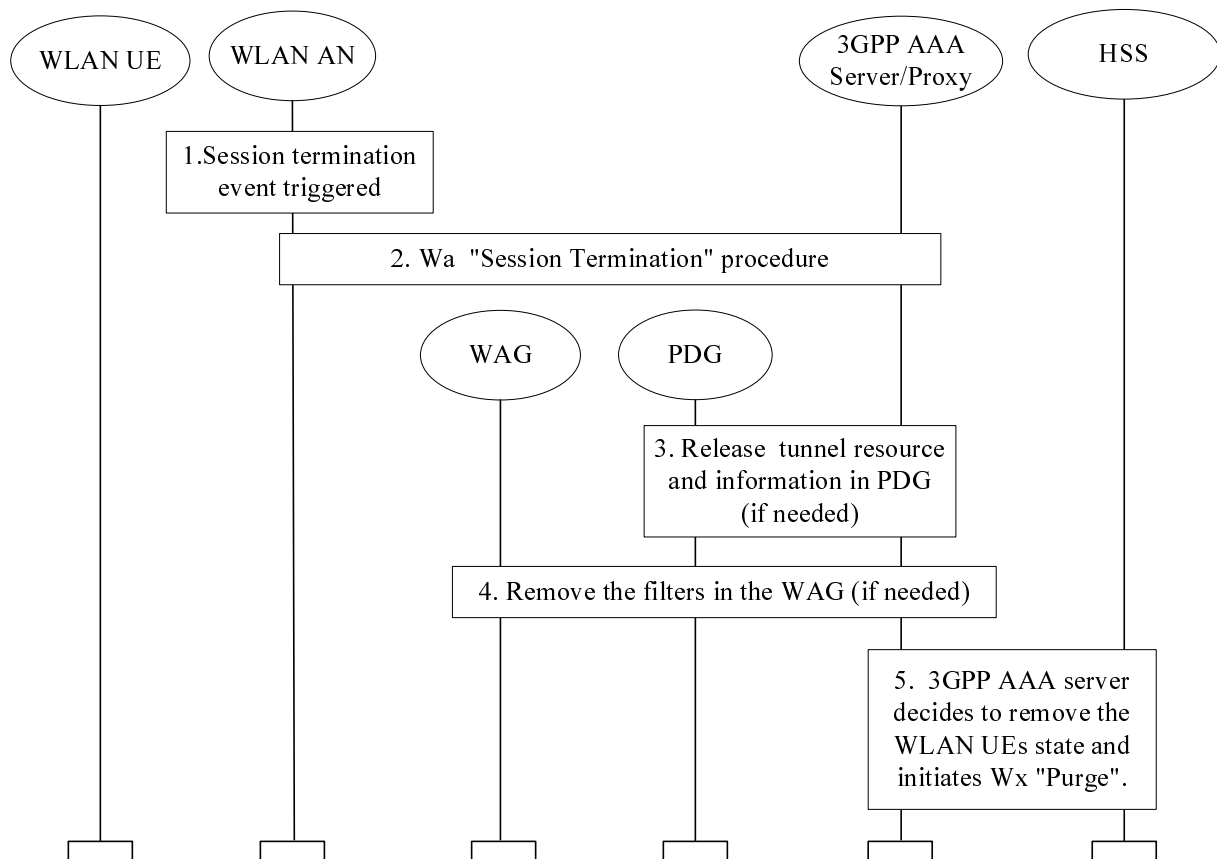 WLAN UE
WLAN AN
3GPP AAA
Server/Proxy
HSS
1.Session termination
event triggered
2. Wa "Session Termination" procedure
WAG
PDG
3. Release tunnel resource
and information in PDG
(if needed)
4. Remove the filters in the WAG (if needed)
5. 3GPP AAA server
decides to remove the
WLAN UEs state and
initiates Wx "Purge".